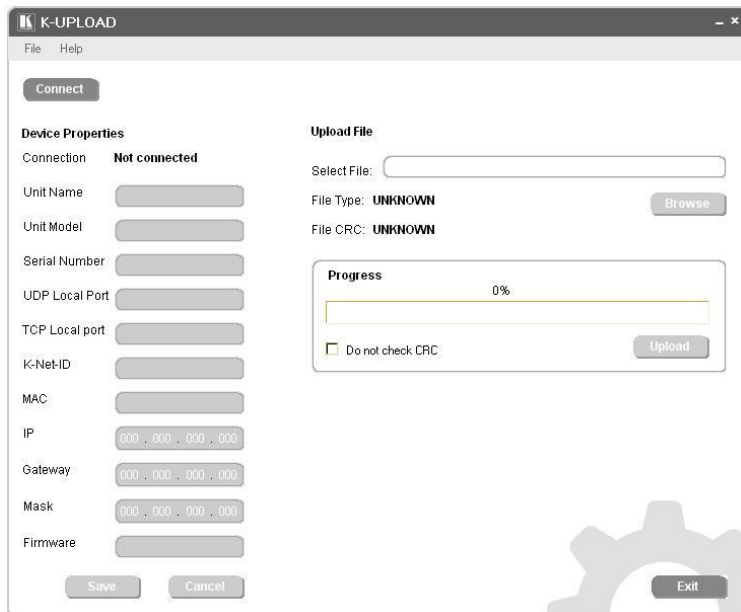 K-UPLOAD
File Help
Connect
Device Properties
Connection Not connected
Unit Name
Unit Model
Serial Number
UDP Local Port
TCP Local port
K-Net-ID
MAC
IP 000 . 000 . 000 . 000
Gateway 000 . 000 . 000 . 000
Mask 000 . 000 . 000 . 000
Firmware
Save Cancel
Upload File
Select File:
File Type: UNKNOWN
Browse
File CRC: UNKNOWN
Progress
0%
Do not check CRC
Upload
Exit